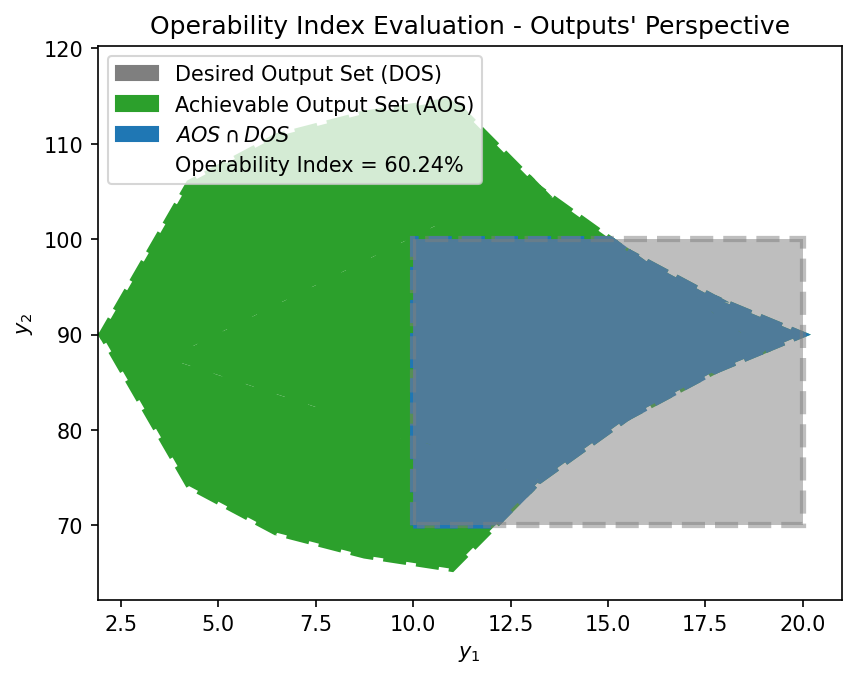 Operability Index Evaluation - Outputs' Perspective
Desired Output Set (DOS)
Achievable Output Set (AOS)
AOS ∩ DOS
Operability Index = 60.24%
120
110
100
90
80
70
y₂
2.5 5.0 7.5 10.0 12.5 15.0 17.5 20.0
y₁